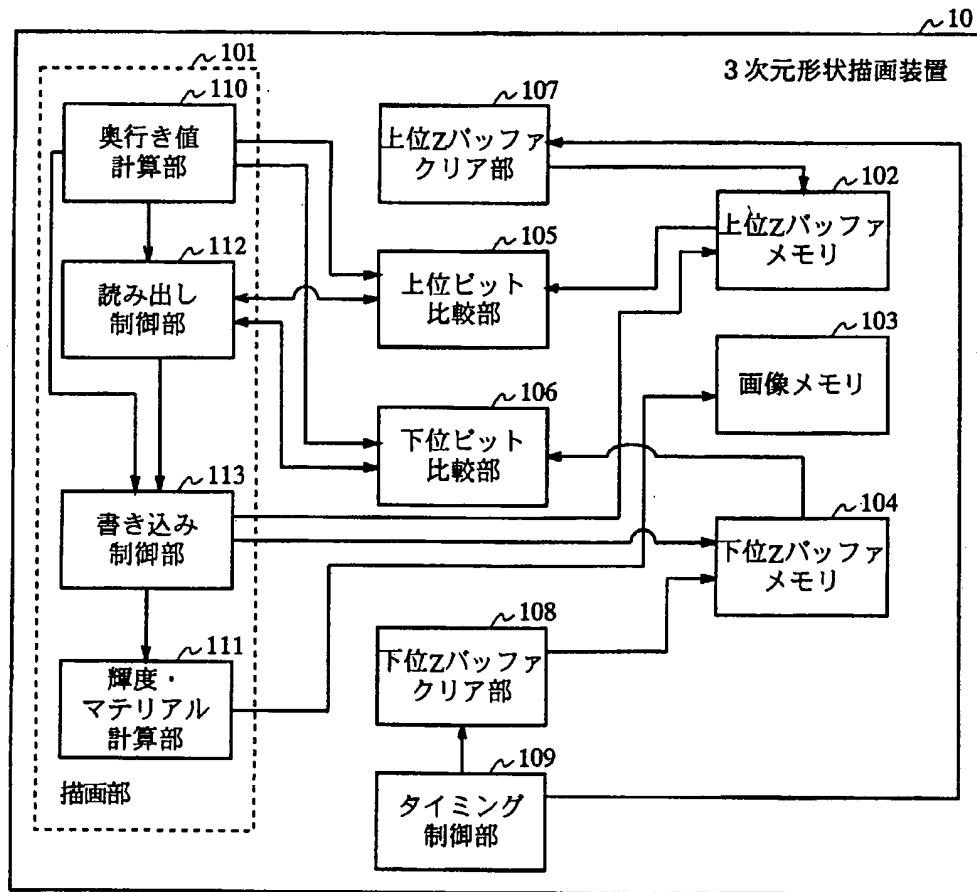 10
3次元形状描画装置
101
110
奥行き値
計算部
107
上位Zバッファ
クリア部
102
上位Zバッファ
メモリ
112
読み出し
制御部
105
上位ビット
比較部
103
画像メモリ
106
下位ビット
比較部
113
書き込み
制御部
104
下位Zバッファ
メモリ
108
下位Zバッファ
クリア部
111
輝度・
マテリアル
計算部
109
タイミング
制御部
描画部